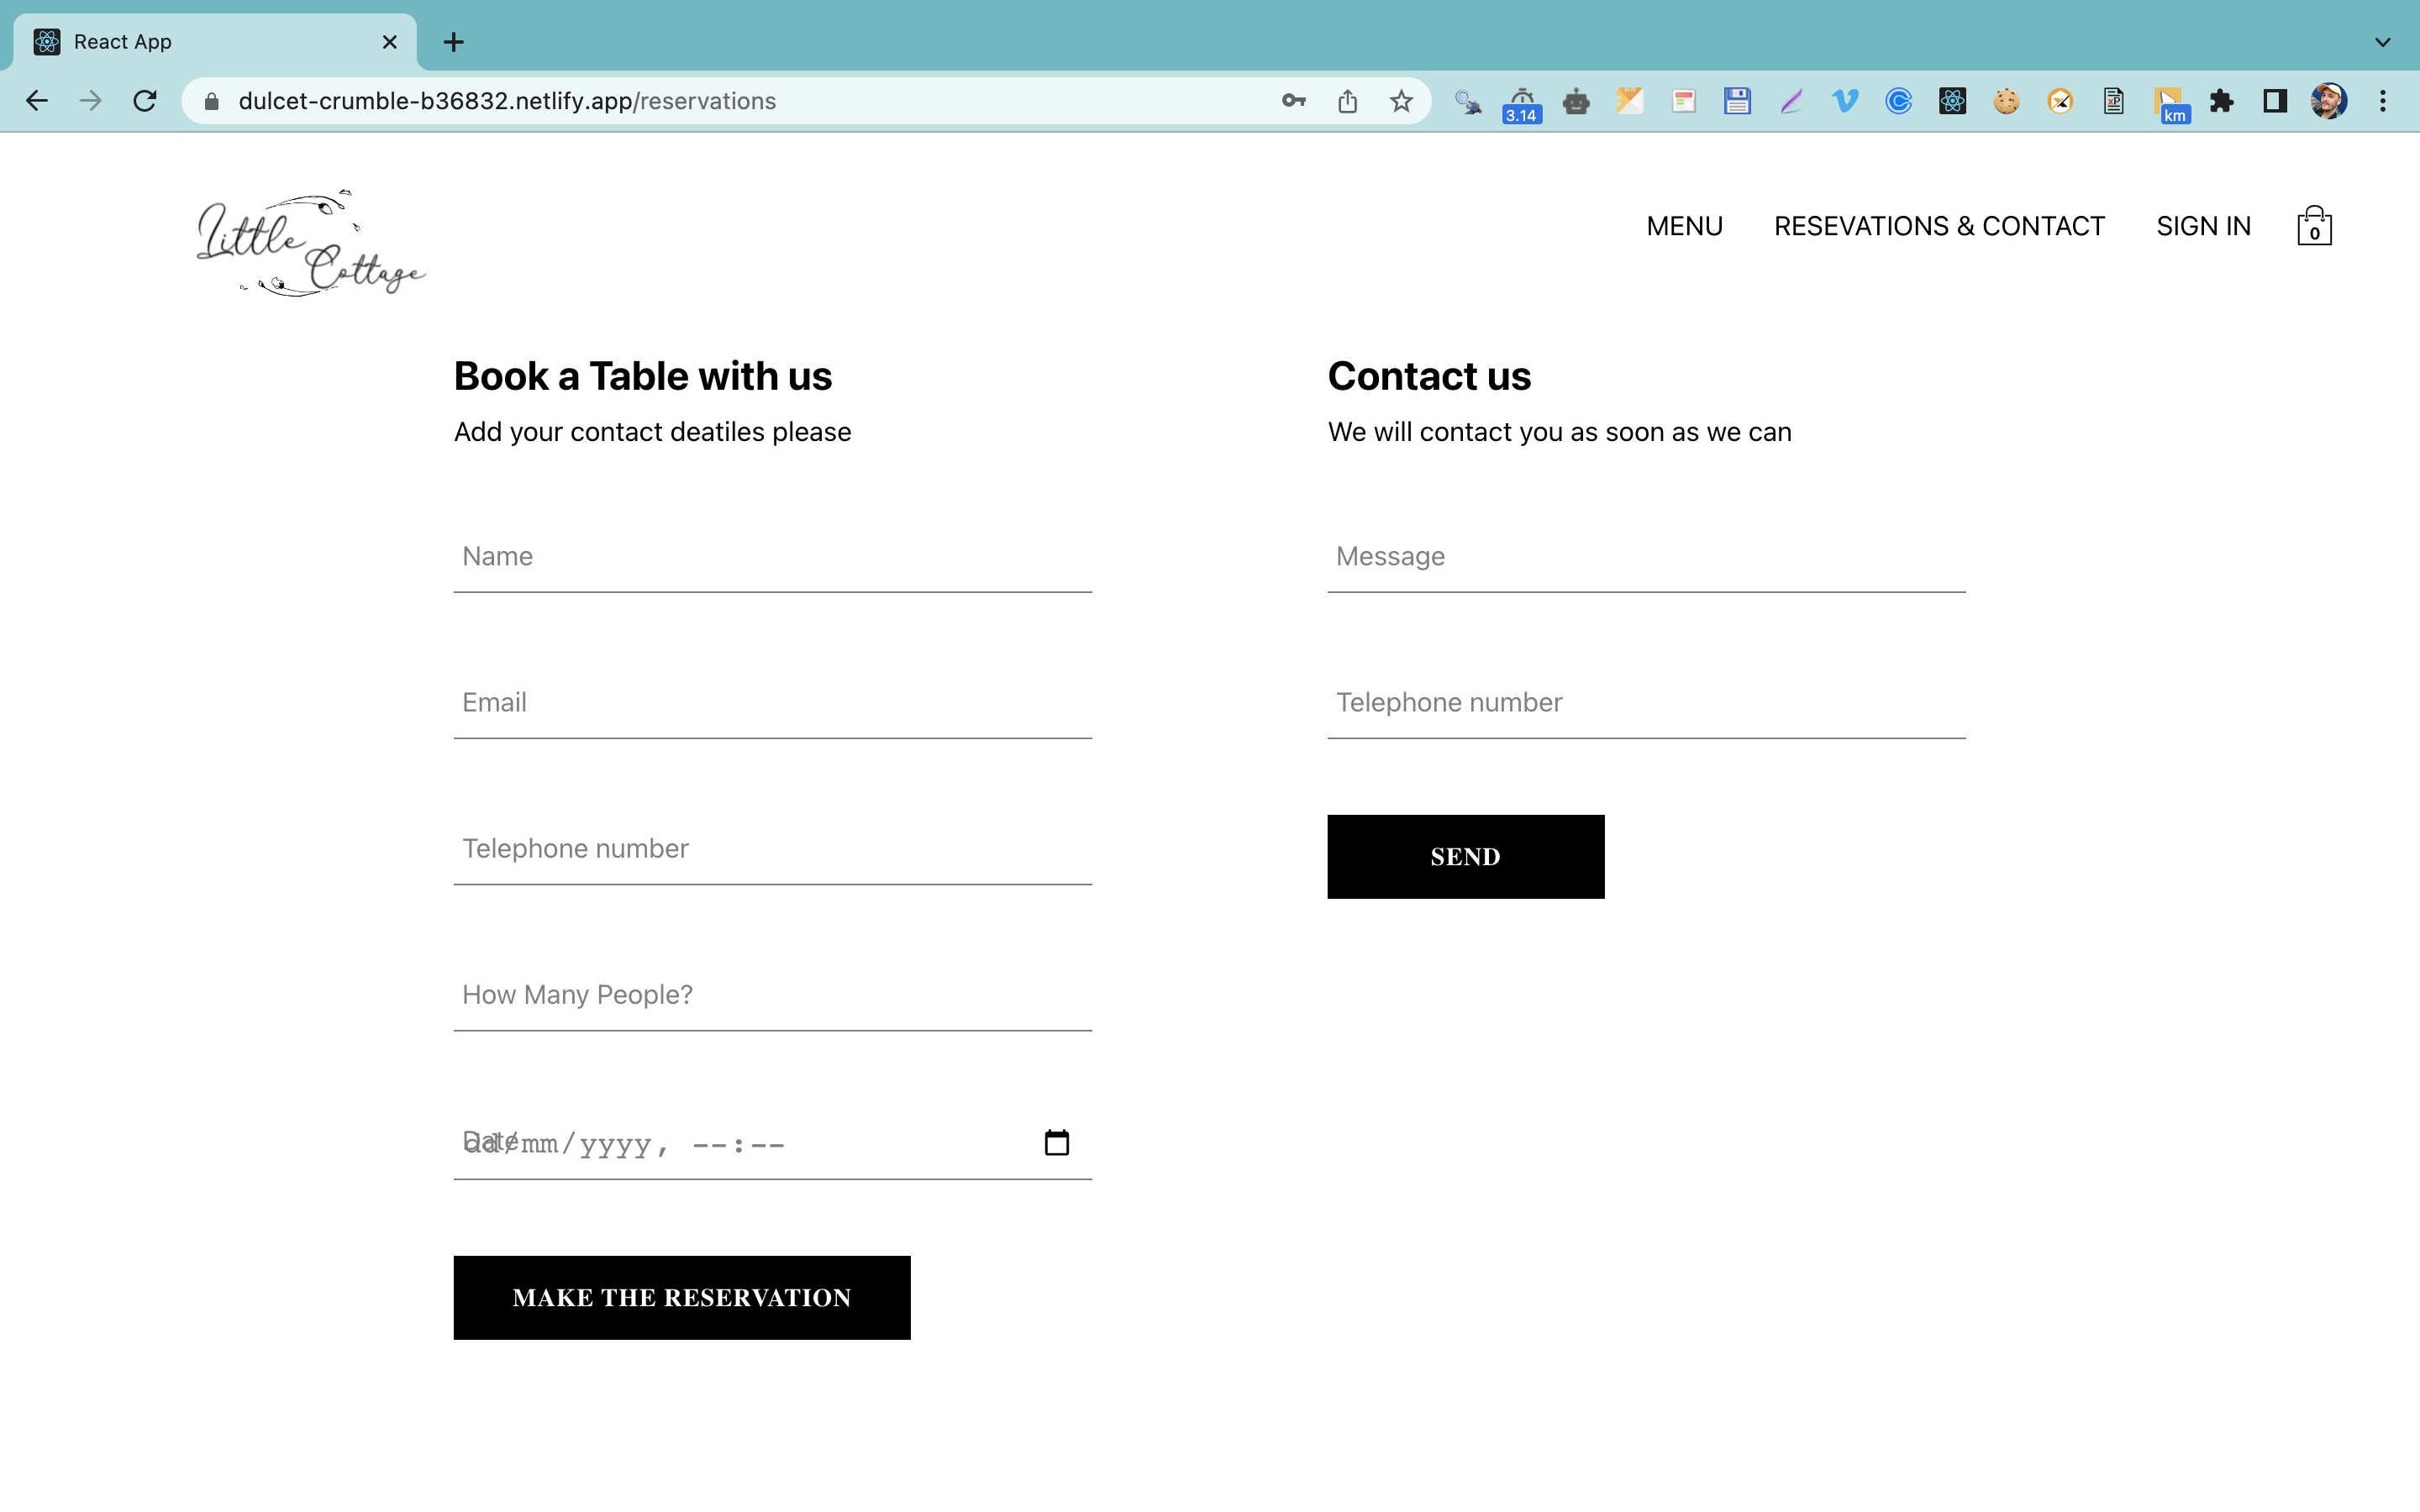 React App
dulcet-crumble-b36832.netlify.app/reservations
3.14
km
Little
Cottage
MENU
RESEVATIONS & CONTACT
SIGN IN
0
Book a Table with us
Add your contact deatiles please
Name
Email
Telephone number
How Many People?
Date
dd/mm/yyyy, --:--
MAKE THE RESERVATION
Contact us
We will contact you as soon as we can
Message
Telephone number
SEND